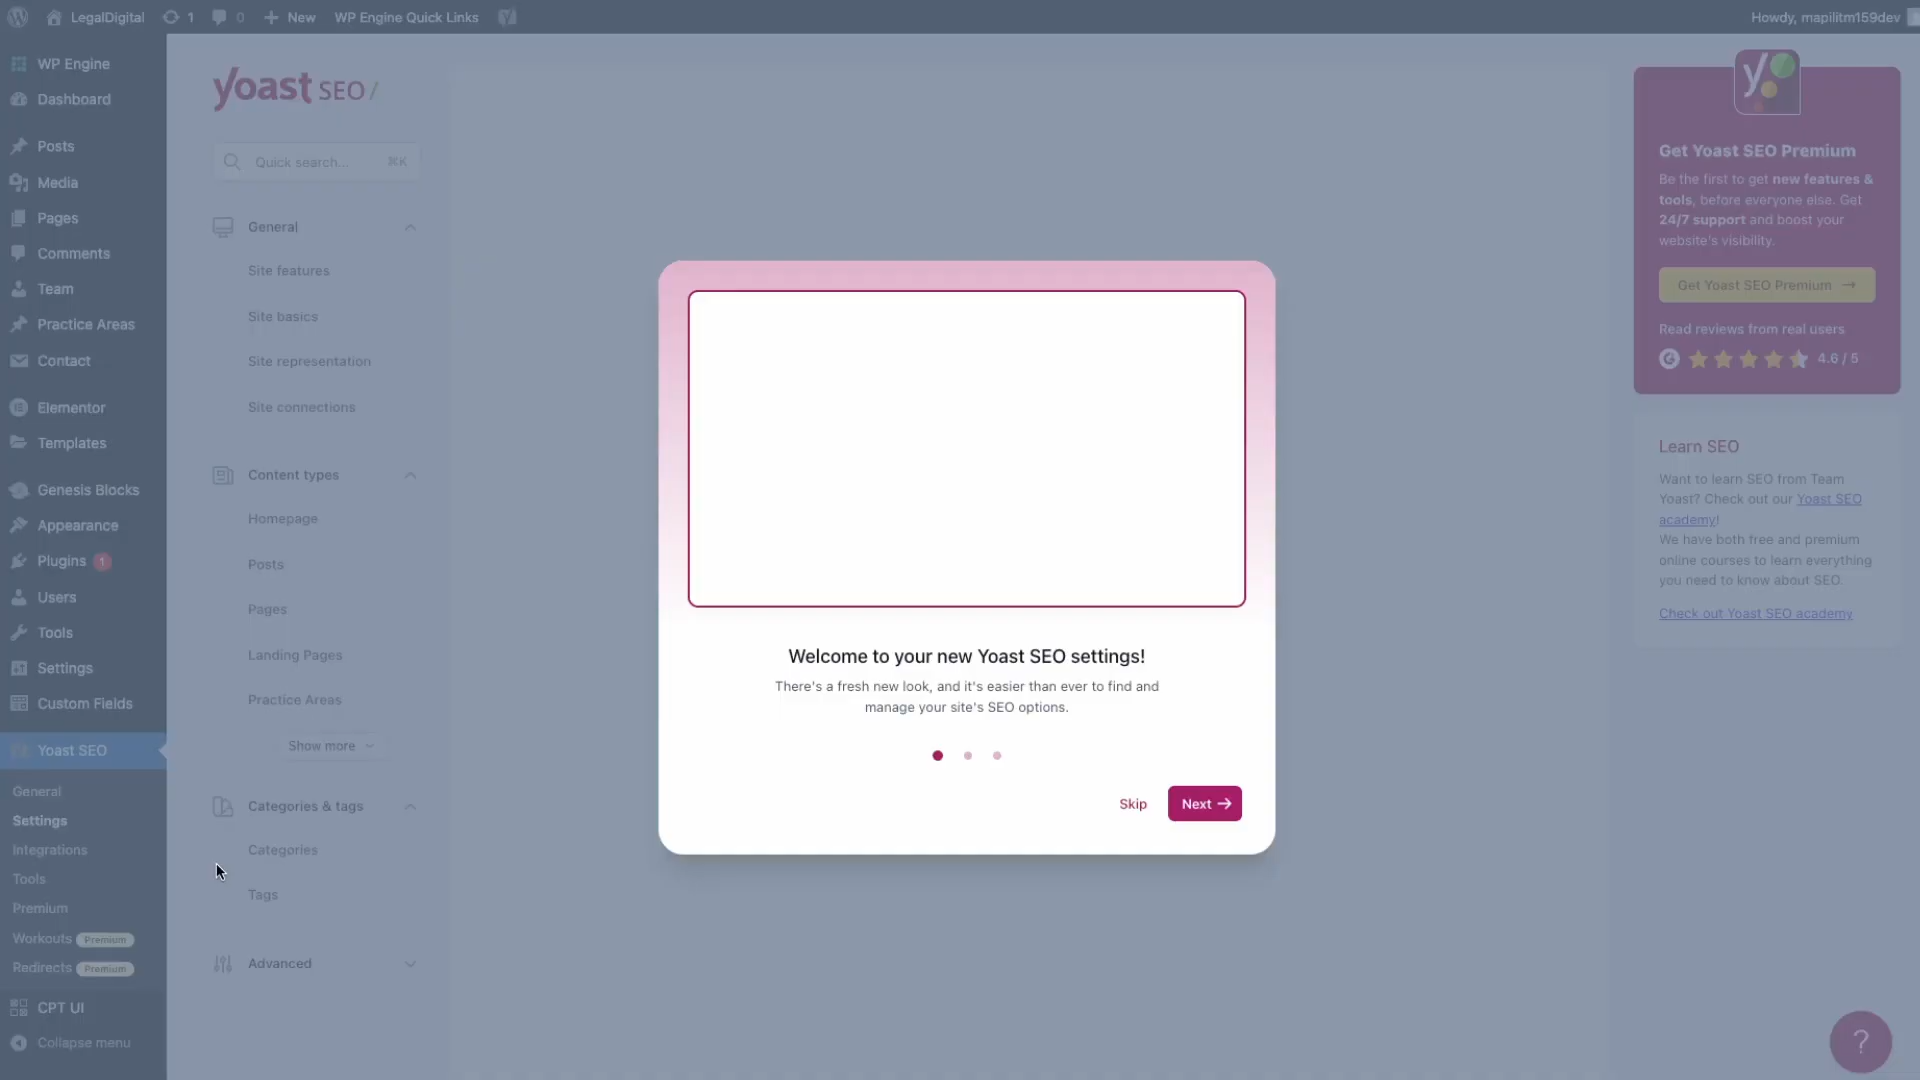 LegalDigital
1
0
New
WP Engine Quick Links
Howdy, mapilitm159dev
WP Engine
Dashboard
Posts
Media
Pages
Comments
Team
Practice Areas
Contact
Elementor
Templates
Genesis Blocks
Appearance
Plugins 1
Users
Tools
Settings
Custom Fields
Yoast SEO
General
Settings
Integrations
Tools
Premium
Workouts Premium
Redirects Premium
CPT UI
Collapse menu
yoast SEO /
Quick search... ⌘K
General
Site features
Site basics
Site representation
Site connections
Content types
Homepage
Posts
Pages
Landing Pages
Practice Areas
Show more
Categories & tags
Categories
Tags
Advanced
Welcome to your new Yoast SEO settings!
There's a fresh new look, and it's easier than ever to find and
manage your site's SEO options.
Skip
Next →
y
Get Yoast SEO Premium
Be the first to get new features &
tools, before everyone else. Get
24/7 support and boost your
website's visibility.
Get Yoast SEO Premium →
Read reviews from real users
4.6 / 5
Learn SEO
Want to learn SEO from Team
Yoast? Check out our Yoast SEO
academy!
We have both free and premium
online courses to learn everything
you need to know about SEO.
Check out Yoast SEO academy
?